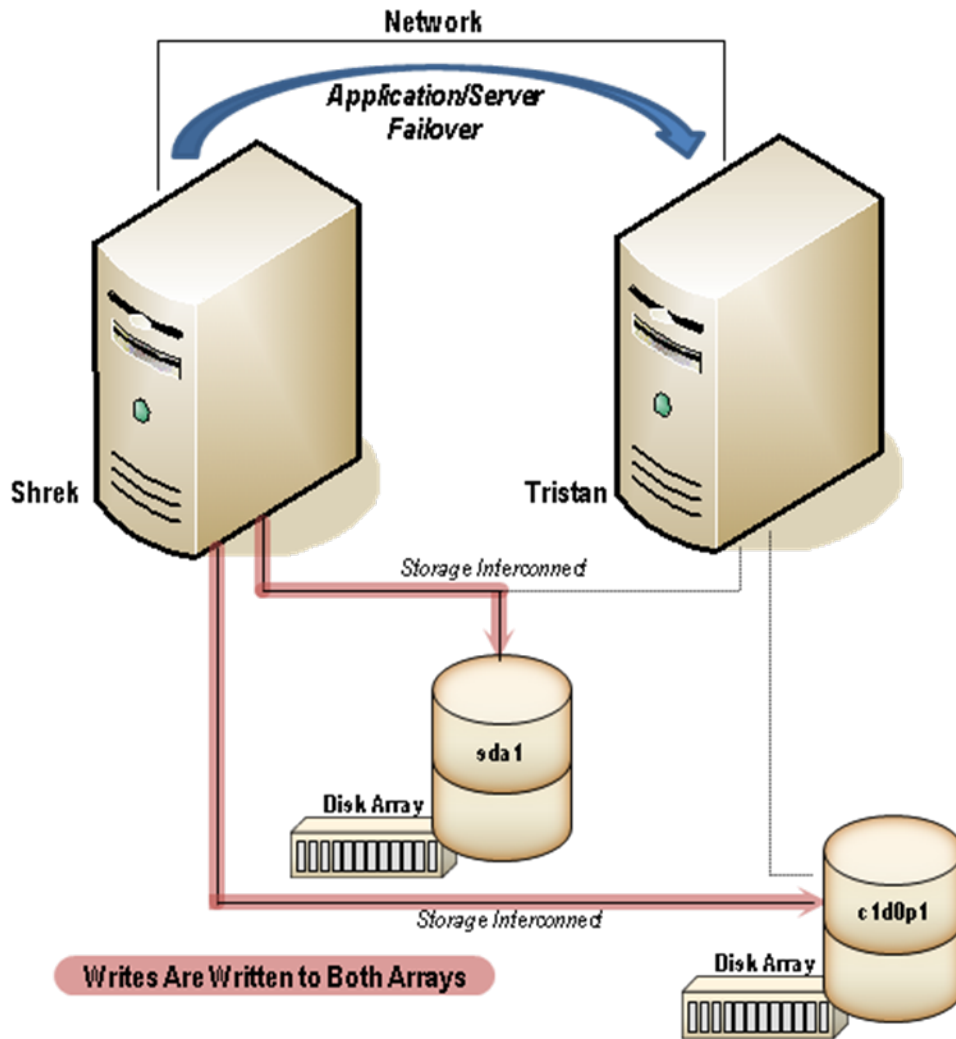 Network
Application/Server
Failover
Shrek
Tristan
Storage Interconnect
sda1
Disk Array
c1d0p1
Storage Interconnect
Writes Are Written to Both Arrays
Disk Array